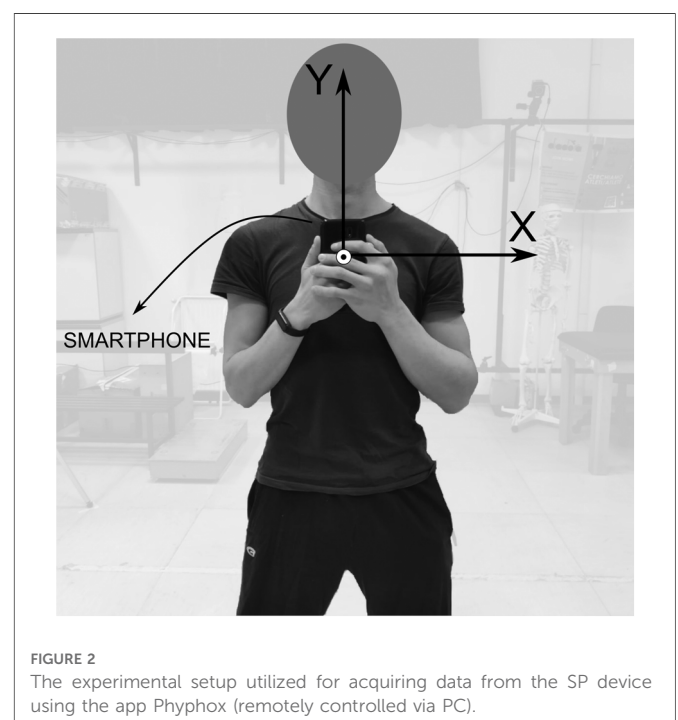 Y
X
SMARTPHONE
FIGURE 2
The experimental setup utilized for acquiring data from the SP device
using the app Phyphox (remotely controlled via PC).